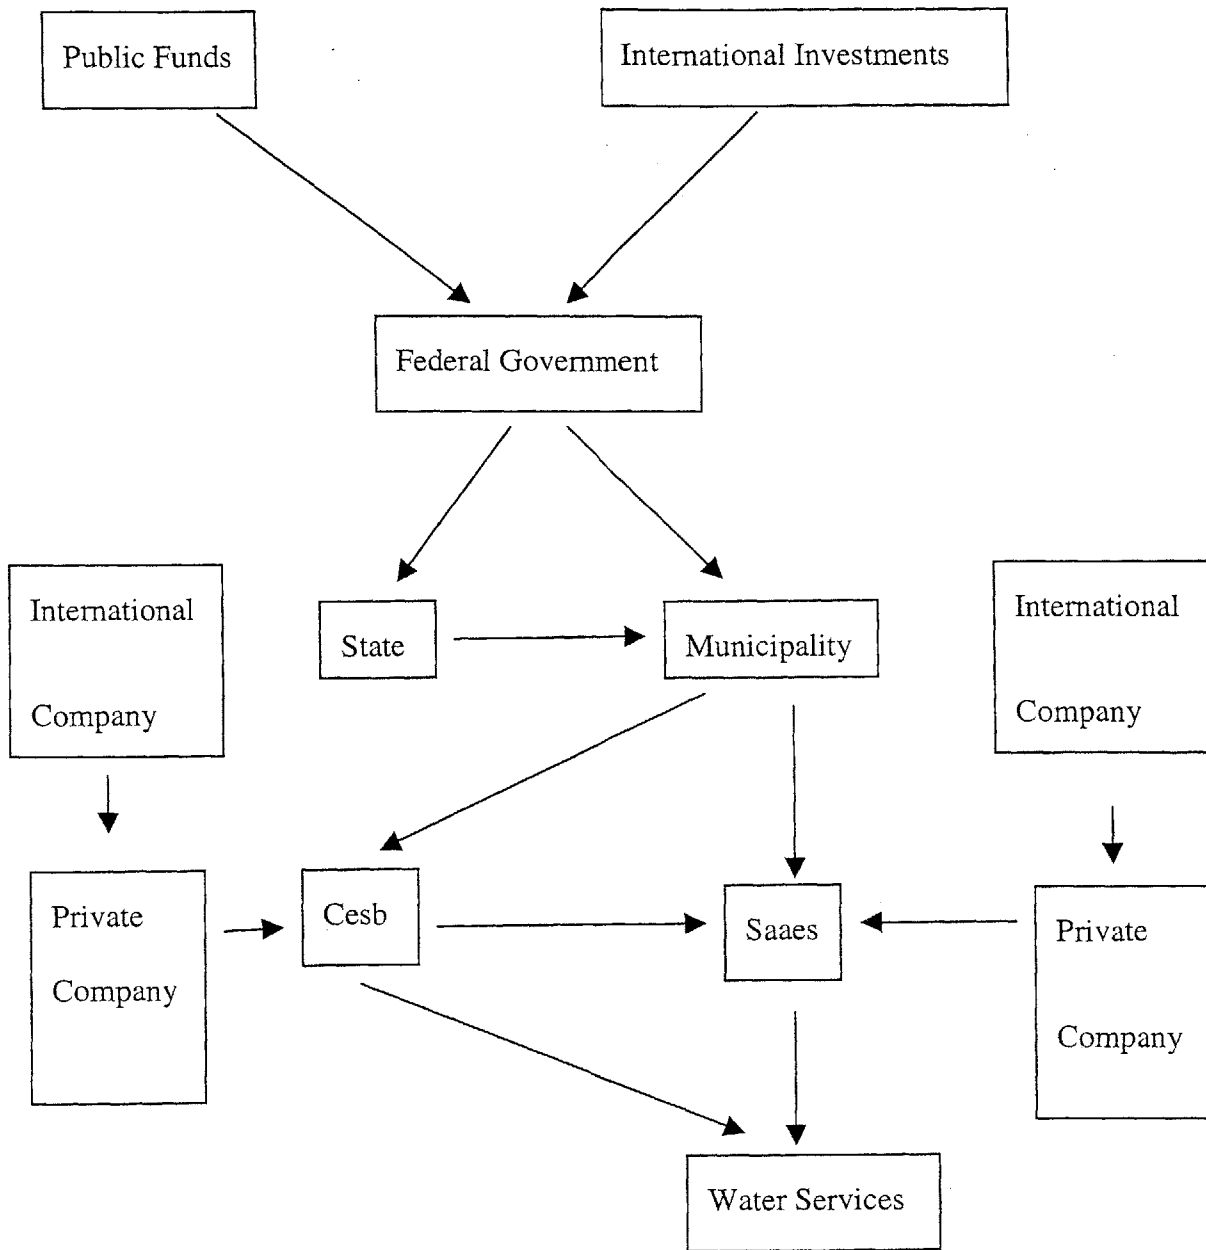 Public Funds
International Investments
Federal Government
International
Company
State
Municipality
International
Company
Private
Company
Cesb
Saaes
Private
Company
Water Services